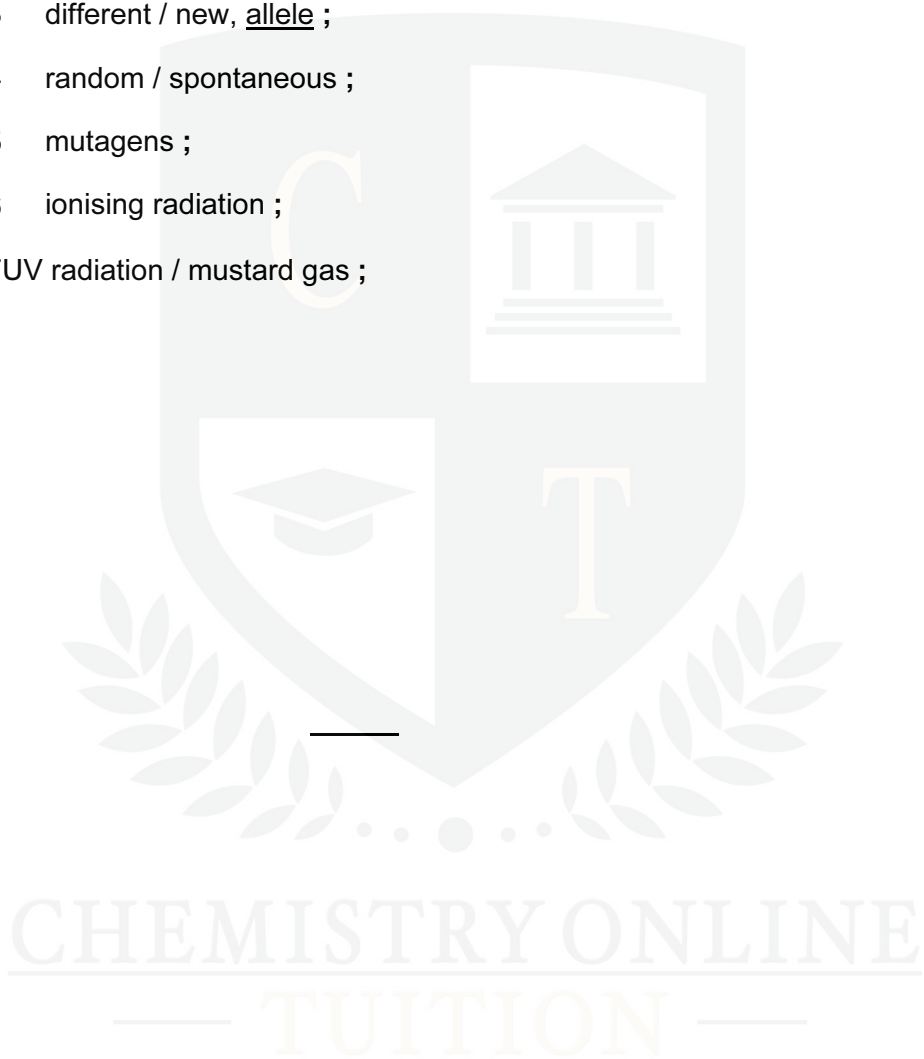 different / new, allele ;
random / spontaneous ;
mutagens ;
ionising radiation ;
UV radiation / mustard gas ;
C
T
CHEMISTRY ONLINE
TUITION